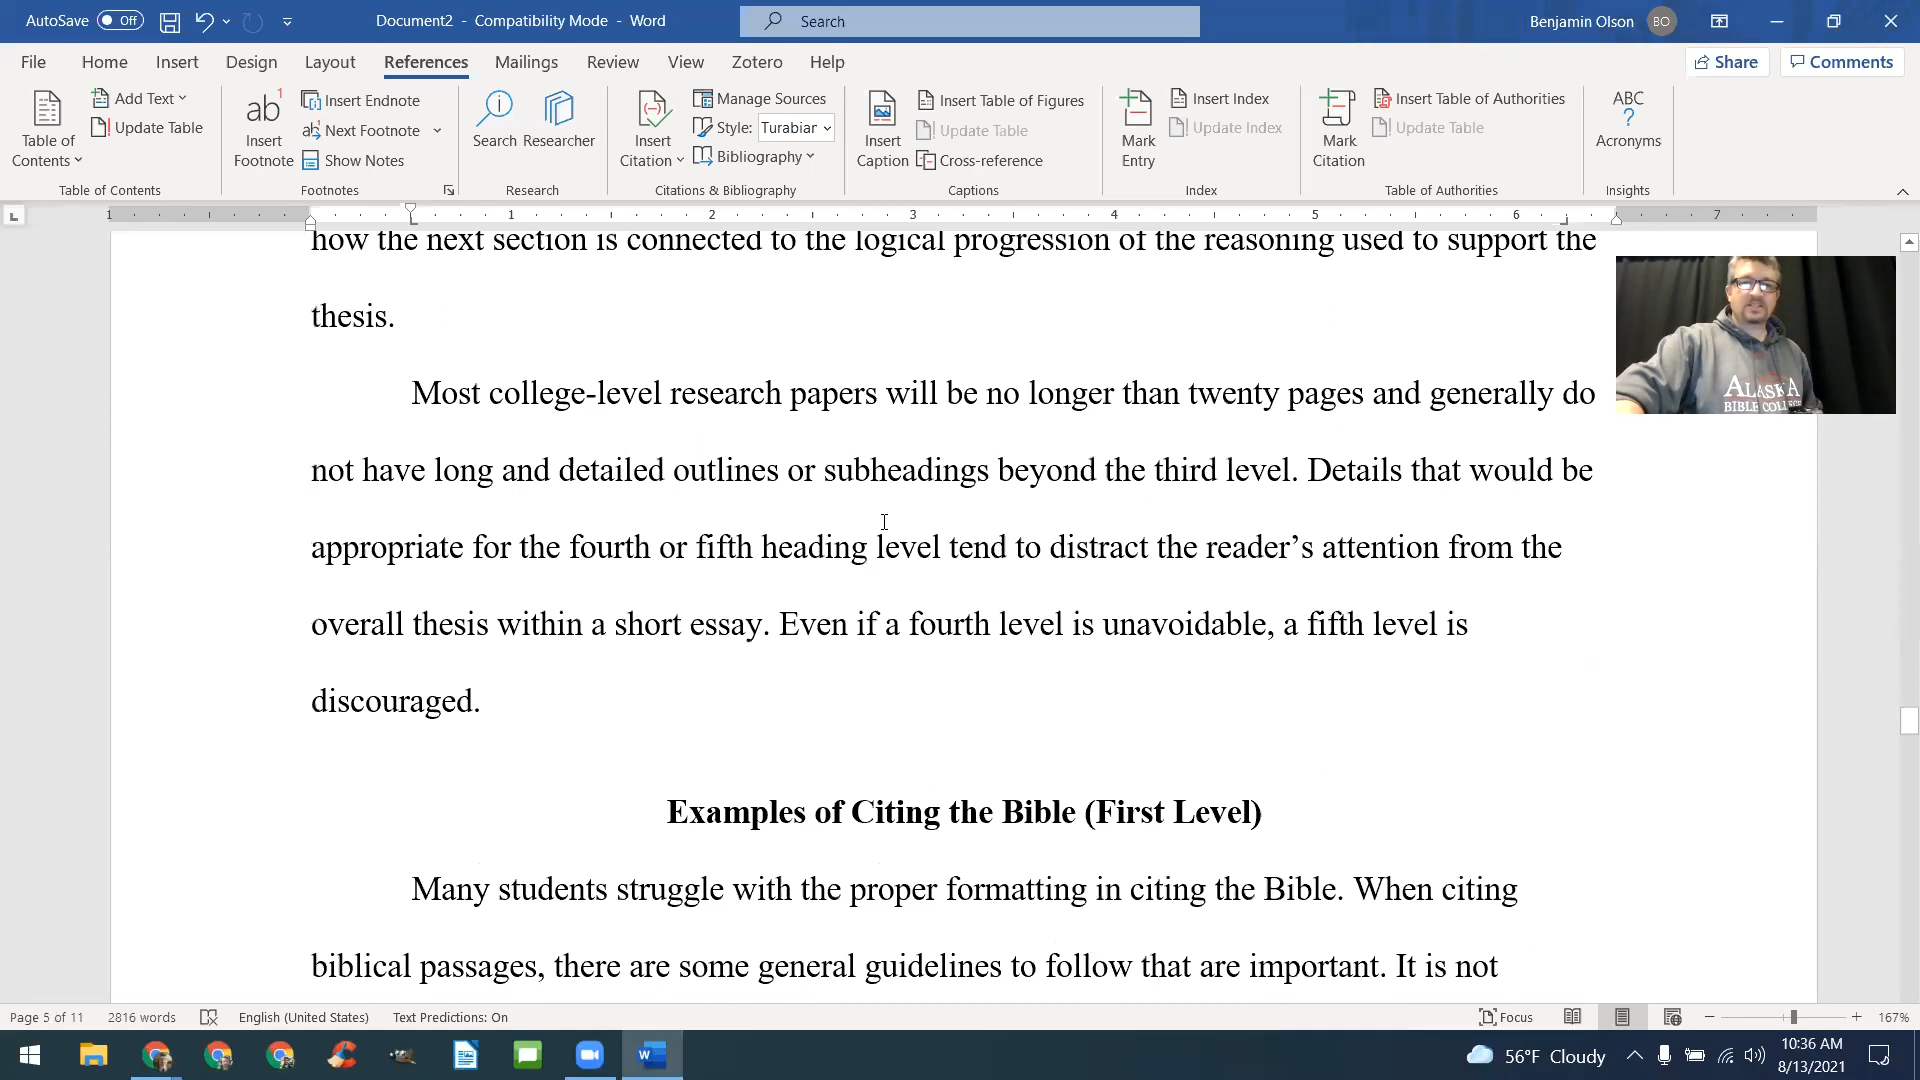 AutoSave Off Document2 - Compatibility Mode - Word Search Benjamin Olson BO
File Home Insert Design Layout References Mailings Review View Zotero Help Share Comments
Table of Contents
Add Text
Update Table
Table of Contents
Insert Footnote
ab 1
Insert Endnote
Next Footnote
Show Notes
Footnotes
Search
Researcher
Research
Insert Citation
Manage Sources
Style: Turabian
Bibliography
Citations & Bibliography
Insert Caption
Insert Table of Figures
Update Table
Cross-reference
Captions
Mark Entry
Insert Index
Update Index
Index
Mark Citation
Insert Table of Authorities
Update Table
Table of Authorities
ABC
?
Acronyms
Insights
1 1 2 3 4 5 6 7
how the next section is connected to the logical progression of the reasoning used to support the
thesis.
Most college-level research papers will be no longer than twenty pages and generally do
not have long and detailed outlines or subheadings beyond the third level. Details that would be
appropriate for the fourth or fifth heading level tend to distract the reader’s attention from the
overall thesis within a short essay. Even if a fourth level is unavoidable, a fifth level is
discouraged.
Examples of Citing the Bible (First Level)
Many students struggle with the proper formatting in citing the Bible. When citing
biblical passages, there are some general guidelines to follow that are important. It is not
ALASKA
BIBLE COLLEGE
Page 5 of 11 2816 words English (United States) Text Predictions: On Focus 167%
56°F Cloudy 10:36 AM
8/13/2021